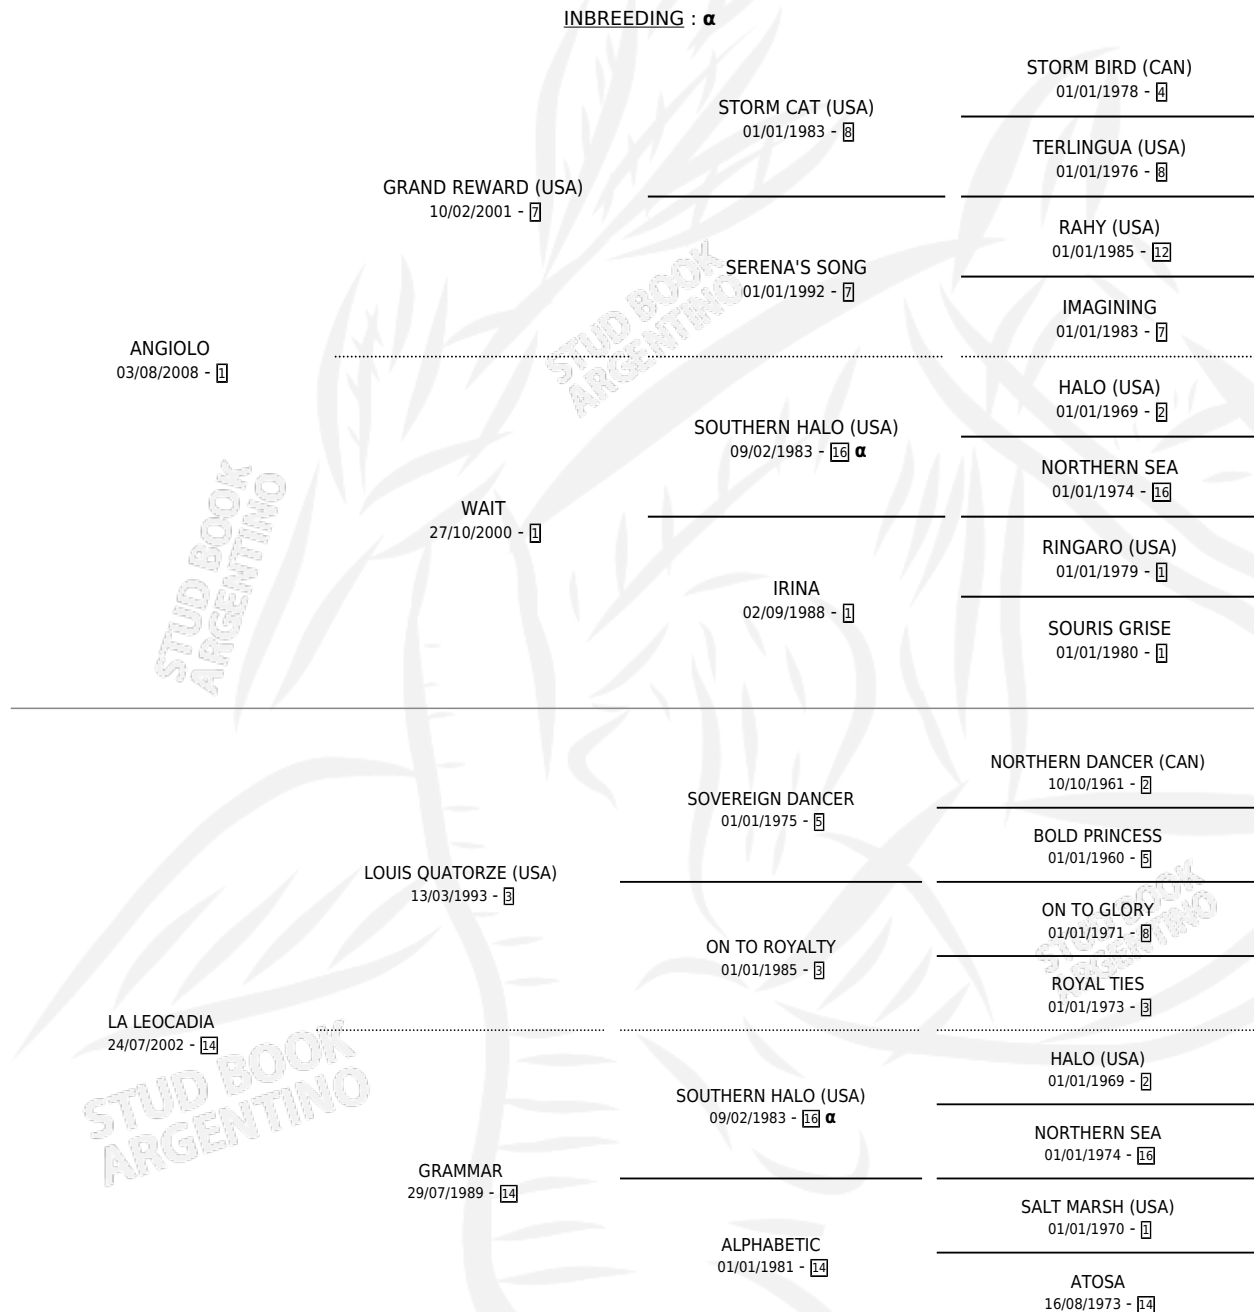 INBREEDING : α
STORM BIRD (CAN)
01/01/1978 - 4
STORM CAT (USA)
01/01/1983 - 8
TERLINGUA (USA)
01/01/1976 - 8
GRAND REWARD (USA)
10/02/2001 - 7
RAHY (USA)
01/01/1985 - 12
SERENA'S SONG
01/01/1992 - 7
IMAGINING
01/01/1983 - 7
ANGIOLO
03/08/2008 - 1
HALO (USA)
01/01/1969 - 2
SOUTHERN HALO (USA)
09/02/1983 - 16 α
NORTHERN SEA
01/01/1974 - 16
WAIT
27/10/2000 - 1
RINGARO (USA)
01/01/1979 - 1
IRINA
02/09/1988 - 1
SOURIS GRISE
01/01/1980 - 1
NORTHERN DANCER (CAN)
10/10/1961 - 2
SOVEREIGN DANCER
01/01/1975 - 5
BOLD PRINCESS
01/01/1960 - 5
LOUIS QUATORZE (USA)
13/03/1993 - 3
ON TO GLORY
01/01/1971 - 8
ON TO ROYALTY
01/01/1985 - 3
ROYAL TIES
01/01/1973 - 3
LA LEOCADIA
24/07/2002 - 14
HALO (USA)
01/01/1969 - 2
SOUTHERN HALO (USA)
09/02/1983 - 16 α
NORTHERN SEA
01/01/1974 - 16
GRAMMAR
29/07/1989 - 14
SALT MARSH (USA)
01/01/1970 - 1
ALPHABETIC
01/01/1981 - 14
ATOSA
16/08/1973 - 14
STUD BOOK
ARGENTINO
STUD BOOK
ARGENTINO
STUD BOOK
ARGENTINO
STUD BOOK
ARGENTINO